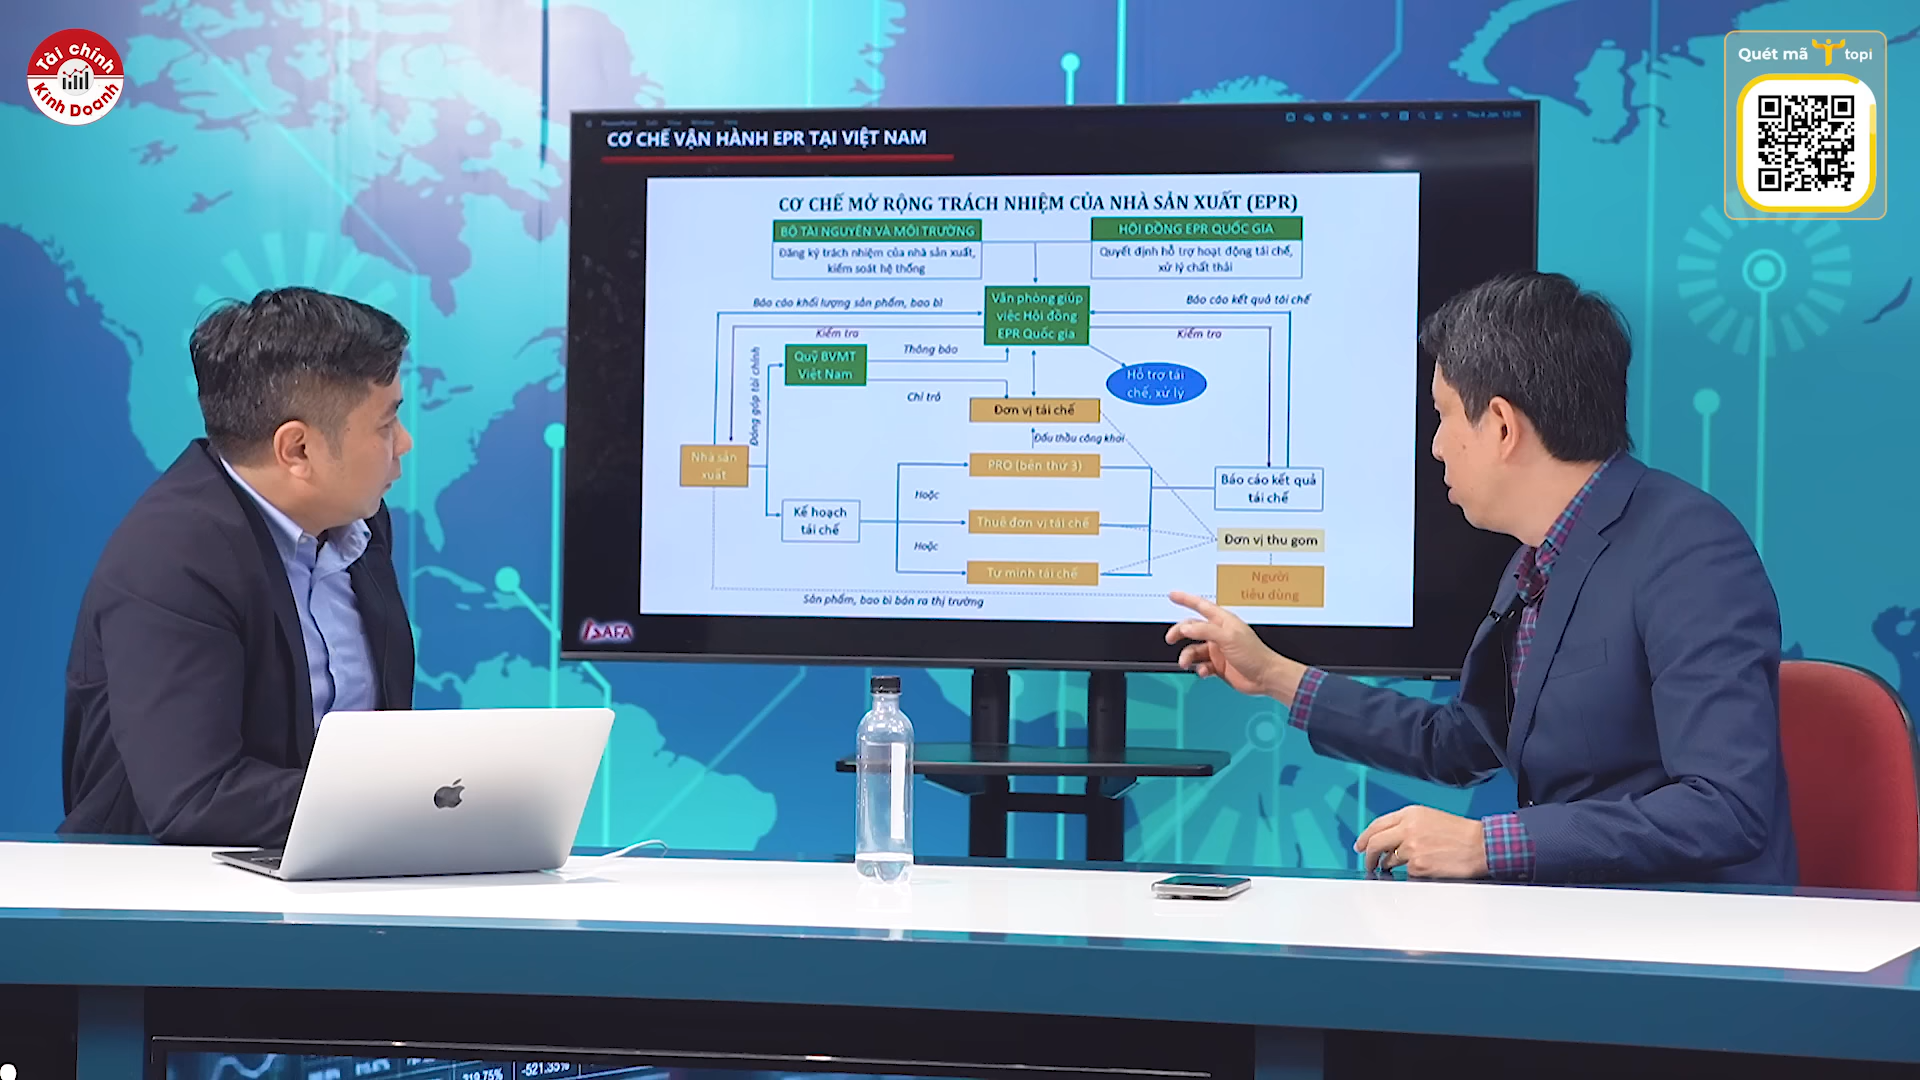 Tài chính
Kinh Doanh
Quét mã topi
CƠ CHẾ VẬN HÀNH EPR TẠI VIỆT NAM
CƠ CHẾ MỞ RỘNG TRÁCH NHIỆM CỦA NHÀ SẢN XUẤT (EPR)
BỘ TÀI NGUYÊN VÀ MÔI TRƯỜNG
Đăng ký trách nhiệm của nhà sản xuất,
kiểm soát hệ thống
HỘI ĐỒNG EPR QUỐC GIA
Quyết định hỗ trợ hoạt động tái chế,
xử lý chất thải
Báo cáo khối lượng sản phẩm, bao bì
Văn phòng giúp
việc Hội đồng
EPR Quốc gia
Báo cáo kết quả tái chế
Kiểm tra
Kiểm tra
Đóng góp tài chính
Quỹ BVMT
Việt Nam
Thông báo
Chi trả
Hỗ trợ tái
chế, xử lý
Đơn vị tái chế
Đấu thầu công khai
Nhà sản
xuất
PRO (bên thứ 3)
Báo cáo kết quả
tái chế
Hoặc
Kế hoạch
tái chế
Thuê đơn vị tái chế
Đơn vị thu gom
Hoặc
Tự mình tái chế
Người
tiêu dùng
Sản phẩm, bao bì bán ra thị trường
AFA
319.75%
-521.35%